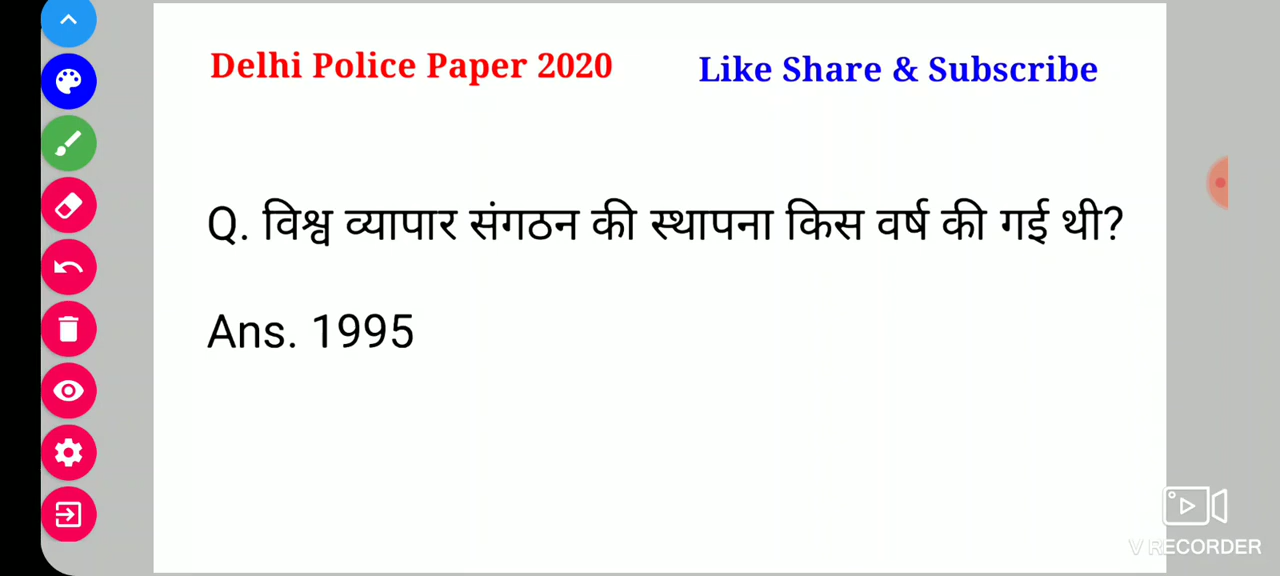 Delhi Police Paper 2020
Like Share & Subscribe
Q. विश्व व्यापार संगठन की स्थापना किस वर्ष की गई थी?
Ans. 1995
V RECORDER